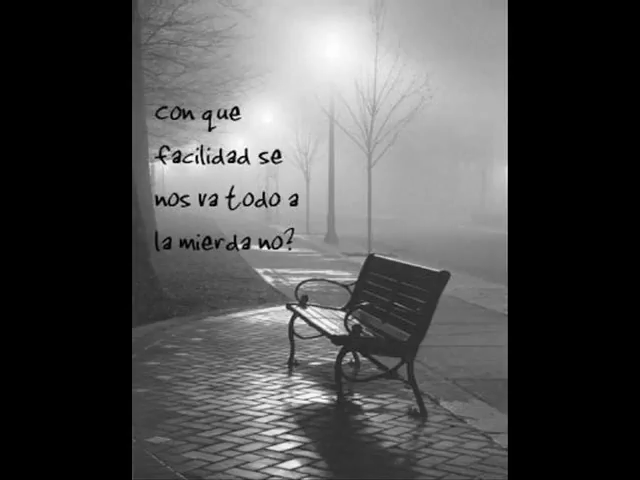 con que
facilidad se
nos va todo a
la mierda no?